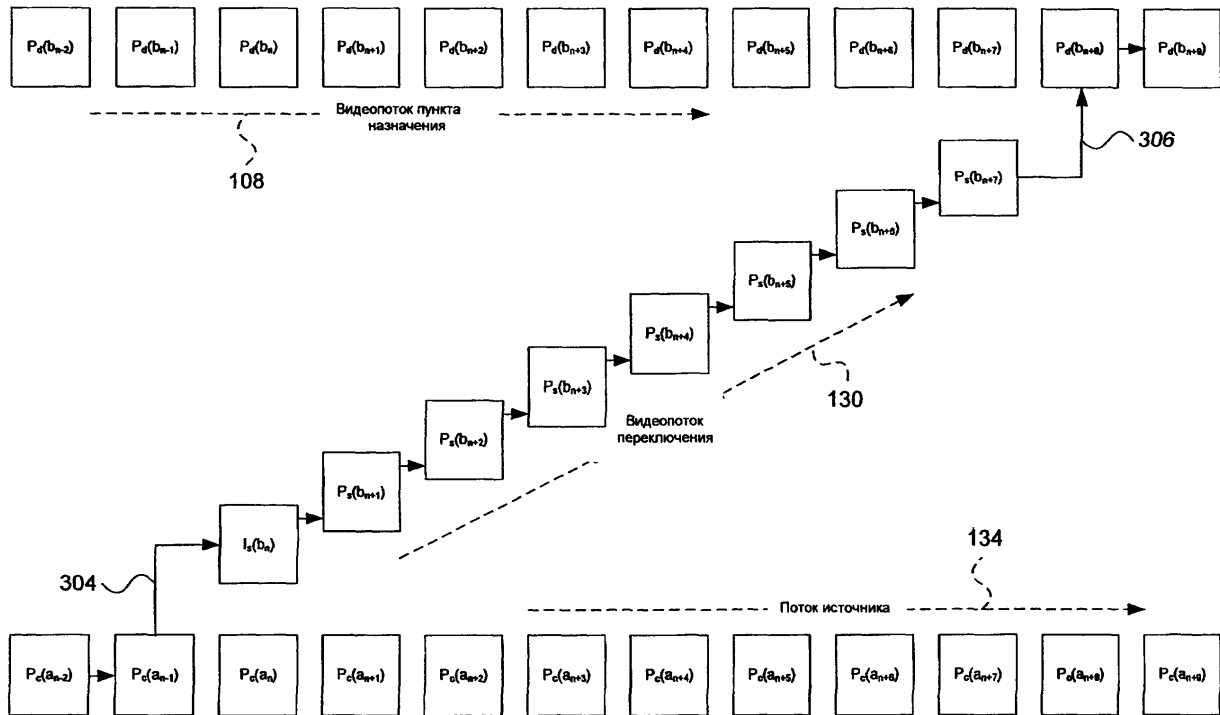 Pd(bn-2) Pd(bn-1) Pd(bn) Pd(bn+1) Pd(bn+2) Pd(bn+3) Pd(bn+4) Pd(bn+5) Pd(bn+6) Pd(bn+7) Pd(bn+8) Pd(bn+9)
Видеопоток пункта
назначения
108
306
Ps(bn+7)
Ps(bn+6)
Ps(bn+5)
Ps(bn+4)
130
Ps(bn+3)
Видеопоток
переключения
Ps(bn+2)
Ps(bn+1)
Is(bn)
134
304
Поток источника
Pc(an-2) Pc(an-1) Pc(an) Pc(an+1) Pc(an+2) Pc(an+3) Pc(an+4) Pc(an+5) Pc(an+6) Pc(an+7) Pc(an+8) Pc(an+9)